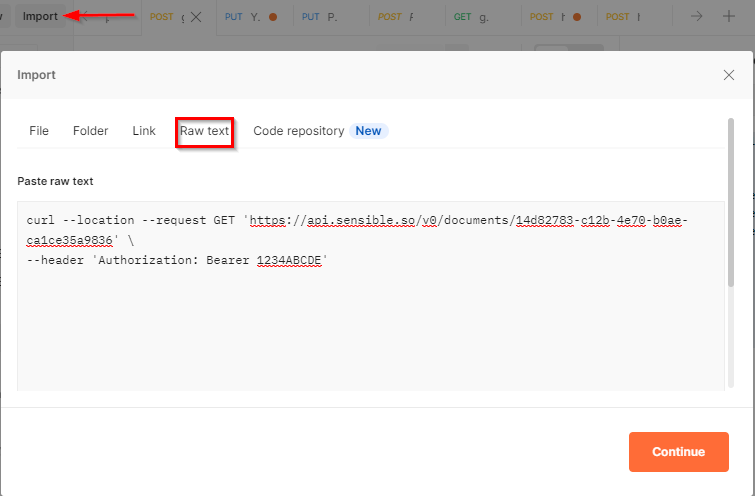 Import POST g PUT Y. PUT P. POST GET g. POST POST
Import
File Folder Link Raw text Code repository New
Paste raw text
curl --location --request GET 'https://api.sensible.so/v0/documents/14d82783-c12b-4e70-b0ae-
ca1ce35a9836' \
--header 'Authorization: Bearer 1234ABCDE'
Continue